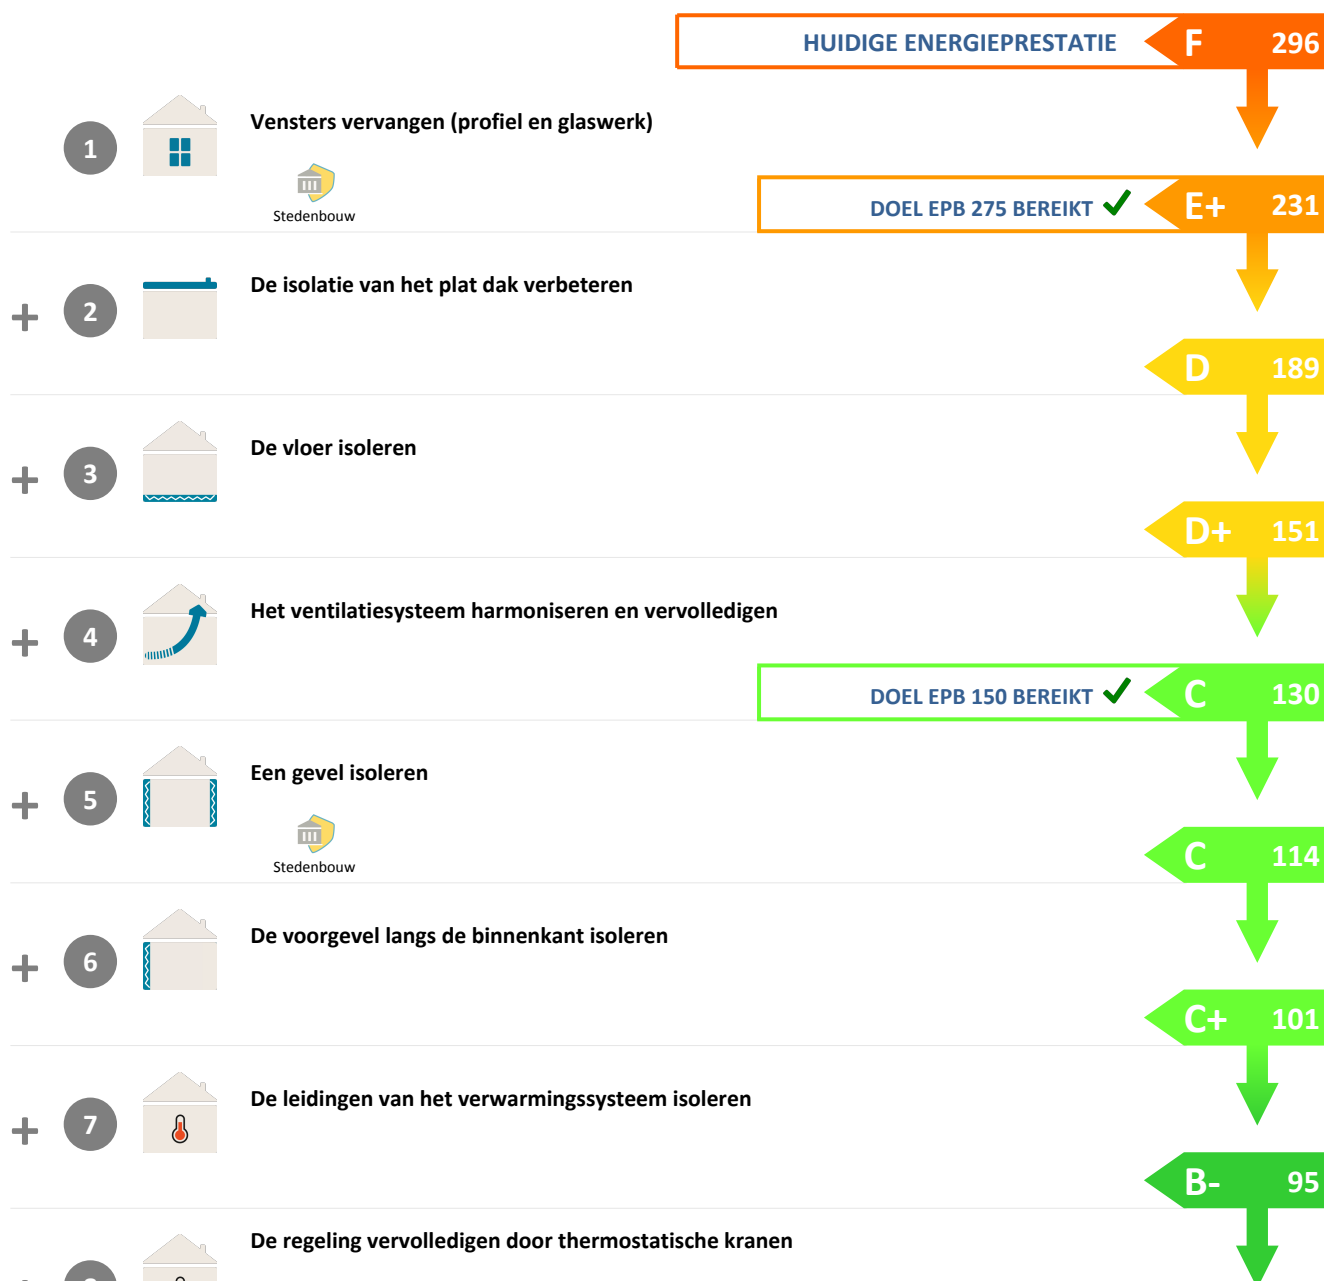 HUIDIGE ENERGIEPRESTATIE F 296
1 Vensters vervangen (profiel en glaswerk)
Stedenbouw
DOEL EPB 275 BEREIKT ✔ E+ 231
+ 2 De isolatie van het plat dak verbeteren
D 189
+ 3 De vloer isoleren
D+ 151
+ 4 Het ventilatiesysteem harmoniseren en vervolledigen
DOEL EPB 150 BEREIKT ✔ C 130
+ 5 Een gevel isoleren
Stedenbouw
C 114
+ 6 De voorgevel langs de binnenkant isoleren
C+ 101
+ 7 De leidingen van het verwarmingssysteem isoleren
B- 95
De regeling vervolledigen door thermostatische kranen